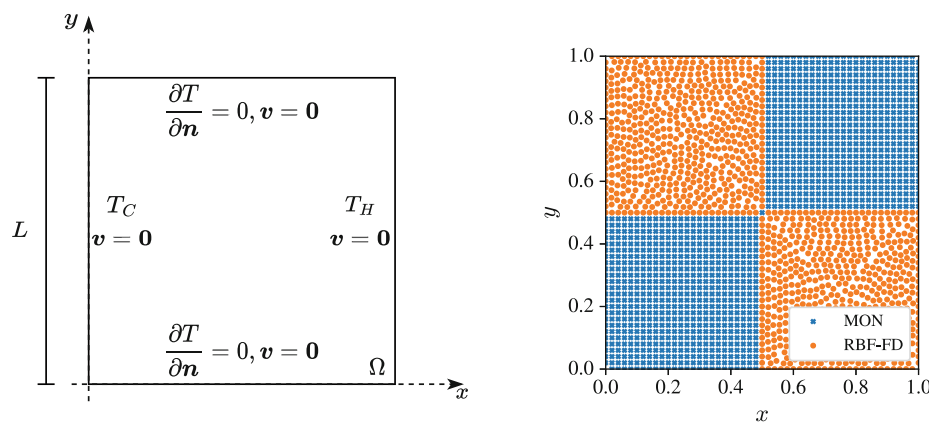 y
∂T/∂n = 0, v = 0
T_C
v = 0
T_H
v = 0
L
∂T/∂n = 0, v = 0
Ω
x
1.0
0.8
0.6
0.4
0.2
0.0
y
MON
RBF-FD
0.0 0.2 0.4 0.6 0.8 1.0
x